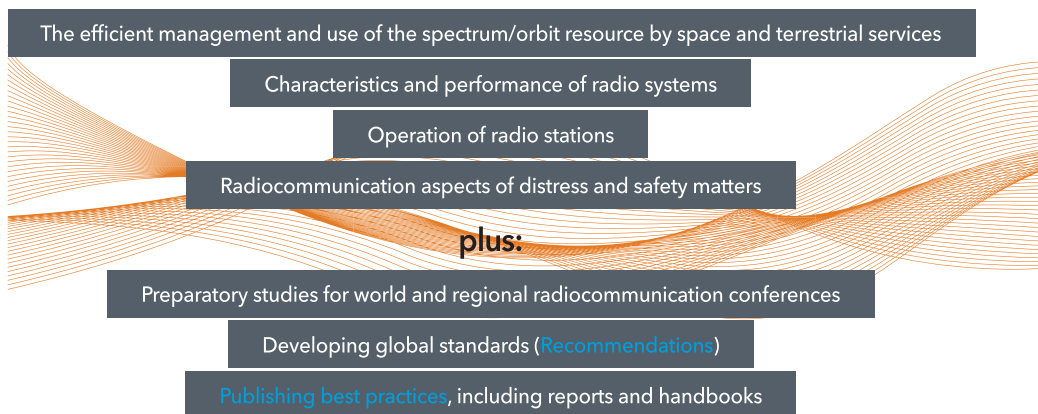 The efficient management and use of the spectrum/orbit resource by space and terrestrial services
Characteristics and performance of radio systems
Operation of radio stations
Radiocommunication aspects of distress and safety matters
plus:
Preparatory studies for world and regional radiocommunication conferences
Developing global standards (Recommendations)
Publishing best practices, including reports and handbooks